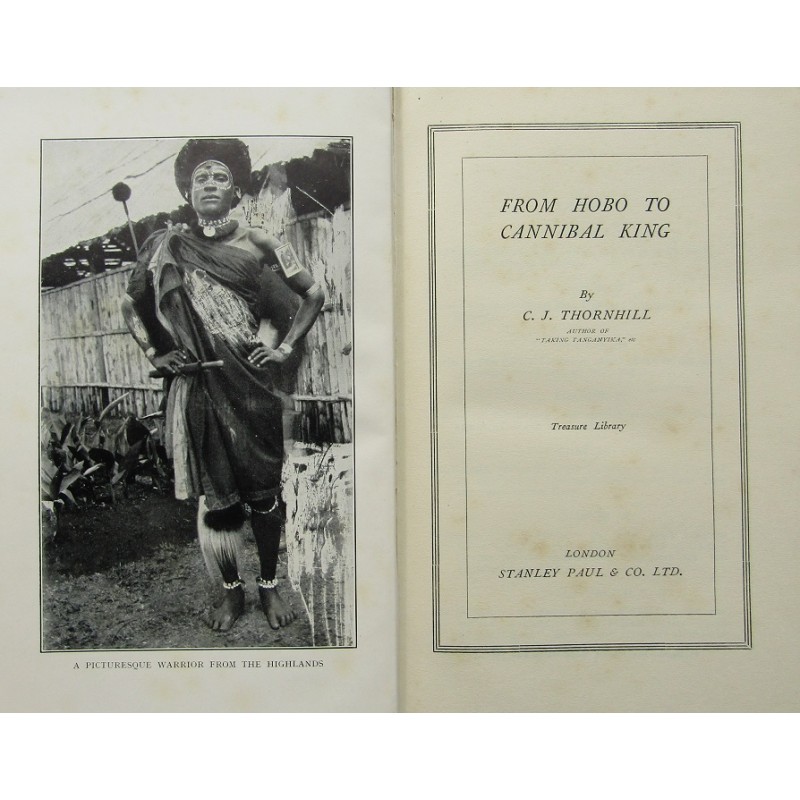 A PICTURESQUE WARRIOR FROM THE HIGHLANDS
FROM HOBO TO
CANNIBAL KING
By
C. J. THORNHILL
AUTHOR OF
"TAKING TANGANYIKA," &c
Treasure Library
LONDON
STANLEY PAUL & CO. LTD.